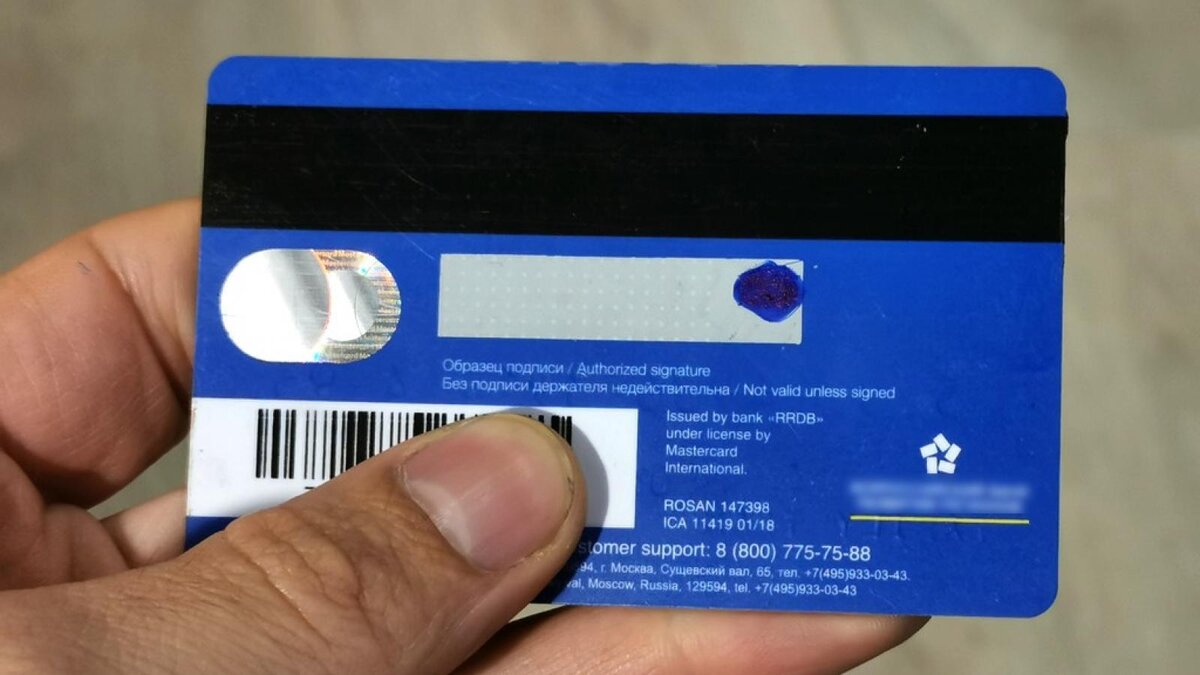 Образец подписи / Authorized signature
Без подписи держателя недействительна / Not valid unless signed
Issued by bank «RRDB»
under license by
Mastercard
International.
ROSAN 147398
ICA 11419 01/18
stomer support: 8 (800) 775-75-88
94, г. Москва, Сущевский вал, 65, тел. +7(495)933-03-43.
val, Moscow, Russia, 129594, tel. +7(495)933-03-43